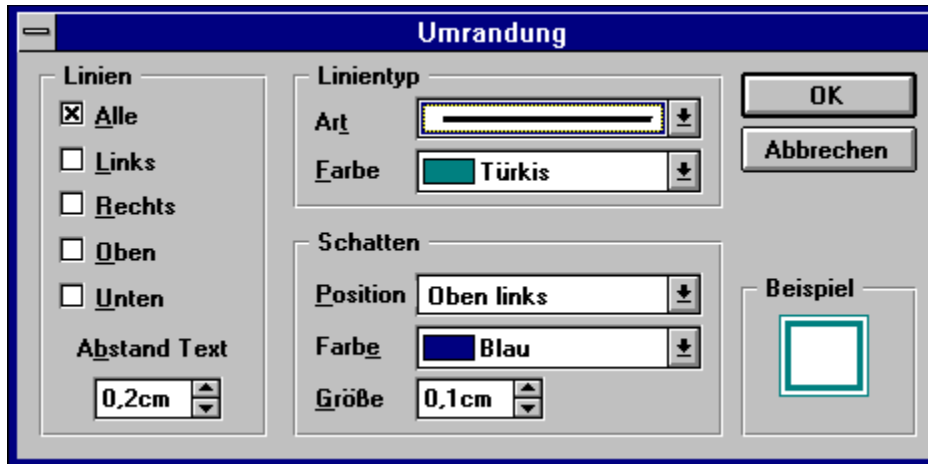 Umrandung
Linien
Alle
Links
Rechts
Oben
Unten
Abstand Text
0,2cm
Linientyp
Art
Farbe Türkis
Schatten
Position Oben links
Farbe Blau
Größe 0,1cm
OK
Abbrechen
Beispiel